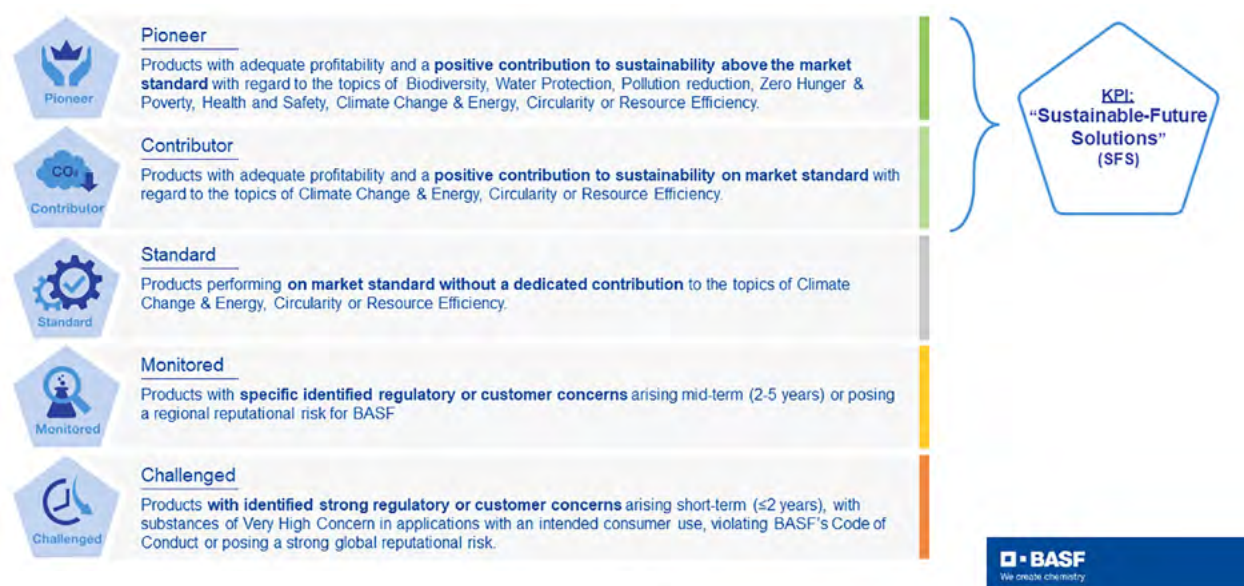 Pioneer
Pioneer
Products with adequate profitability and a positive contribution to sustainability above the market
standard with regard to the topics of Biodiversity, Water Protection, Pollution reduction, Zero Hunger &
Poverty, Health and Safety, Climate Change & Energy, Circularity or Resource Efficiency.
CO₂
Contributor
Contributor
Products with adequate profitability and a positive contribution to sustainability on market standard with
regard to the topics of Climate Change & Energy, Circularity or Resource Efficiency.
Standard
Standard
Products performing on market standard without a dedicated contribution to the topics of Climate
Change & Energy, Circularity or Resource Efficiency.
Monitored
Monitored
Products with specific identified regulatory or customer concerns arising mid-term (2-5 years) or posing
a regional reputational risk for BASF
Challenged
Challenged
Products with identified strong regulatory or customer concerns arising short-term (≤2 years), with
substances of Very High Concern in applications with an intended consumer use, violating BASF's Code of
Conduct or posing a strong global reputational risk.
KPI:
"Sustainable-Future
Solutions"
(SFS)
BASF
We create chemistry